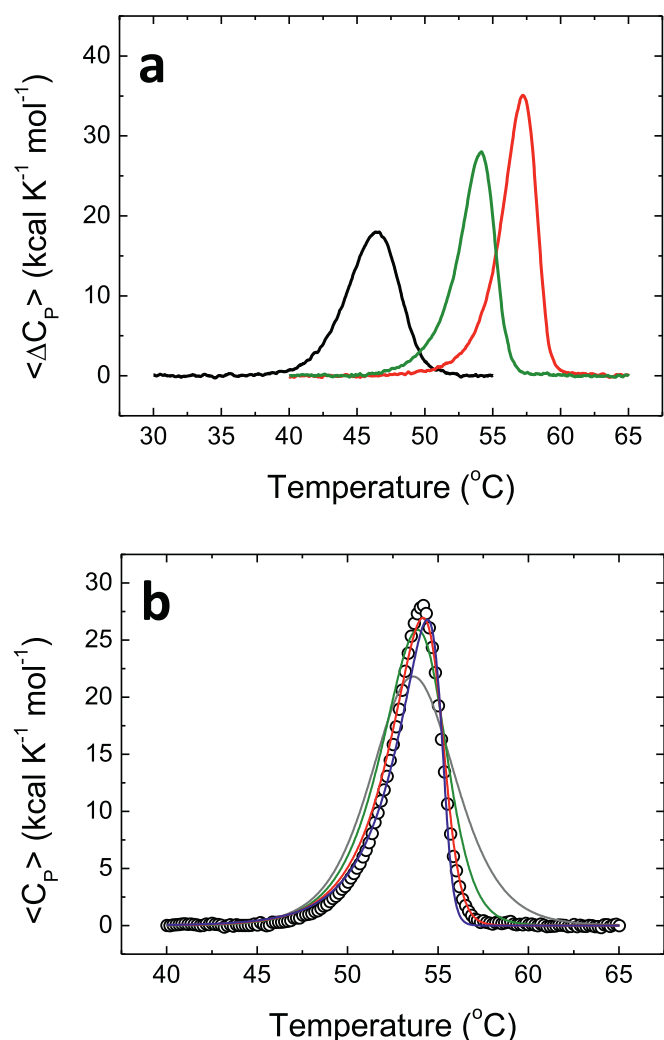 a
<ΔC_P> (kcal K⁻¹ mol⁻¹)
40
30
20
10
0
30 35 40 45 50 55 60 65
Temperature (°C)
b
<C_P> (kcal K⁻¹ mol⁻¹)
30
25
20
15
10
5
0
40 45 50 55 60 65
Temperature (°C)